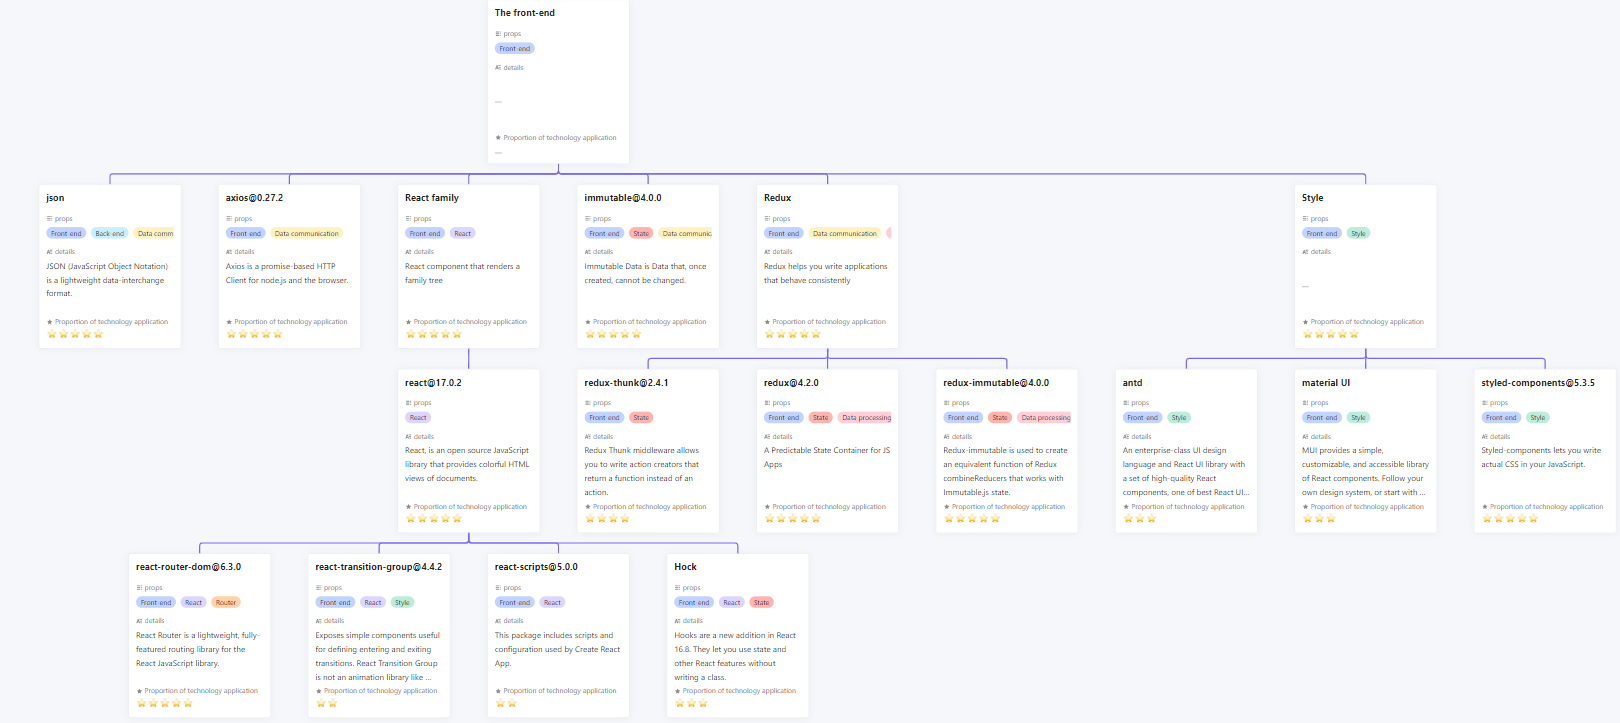 The front-end
props
Front-end
details
—
Proportion of technology application
—
json
props
Front-end Back-end Data comm
details
JSON (JavaScript Object Notation)
is a lightweight data-interchange
format.
Proportion of technology application
axios@0.27.2
props
Front-end Data communication
details
Axios is a promise-based HTTP
Client for node.js and the browser.
Proportion of technology application
React family
props
Front-end React
details
React component that renders a
family tree
Proportion of technology application
immutable@4.0.0
props
Front-end State Data communic
details
Immutable Data is Data that, once
created, cannot be changed.
Proportion of technology application
Redux
props
Front-end Data communication
details
Redux helps you write applications
that behave consistently
Proportion of technology application
Style
props
Front-end Style
details
—
Proportion of technology application
react@17.0.2
props
React
details
React, is an open source JavaScript
library that provides colorful HTML
views of documents.
Proportion of technology application
redux-thunk@2.4.1
props
Front-end State
details
Redux Thunk middleware allows
you to write action creators that
return a function instead of an
action.
Proportion of technology application
redux@4.2.0
props
Front-end State Data processing
details
A Predictable State Container for JS
Apps
Proportion of technology application
redux-immutable@4.0.0
props
Front-end State Data processing
details
Redux-immutable is used to create
an equivalent function of Redux
combineReducers that works with
Immutable.js state.
Proportion of technology application
antd
props
Front-end Style
details
An enterprise-class UI design
language and React UI library with
a set of high-quality React
components, one of best React UI...
Proportion of technology application
material UI
props
Front-end Style
details
MUI provides a simple,
customizable, and accessible library
of React components. Follow your
own design system, or start with ...
Proportion of technology application
styled-components@5.3.5
props
Front-end Style
details
Styled-components lets you write
actual CSS in your JavaScript.
Proportion of technology application
react-router-dom@6.3.0
props
Front-end React Router
details
React Router is a lightweight, fully-
featured routing library for the
React JavaScript library.
Proportion of technology application
react-transition-group@4.4.2
props
Front-end React Style
details
Exposes simple components useful
for defining entering and exiting
transitions. React Transition Group
is not an animation library like ...
Proportion of technology application
react-scripts@5.0.0
props
Front-end React
details
This package includes scripts and
configuration used by Create React
App.
Proportion of technology application
Hock
props
Front-end React State
details
Hooks are a new addition in React
16.8. They let you use state and
other React features without
writing a class.
Proportion of technology application